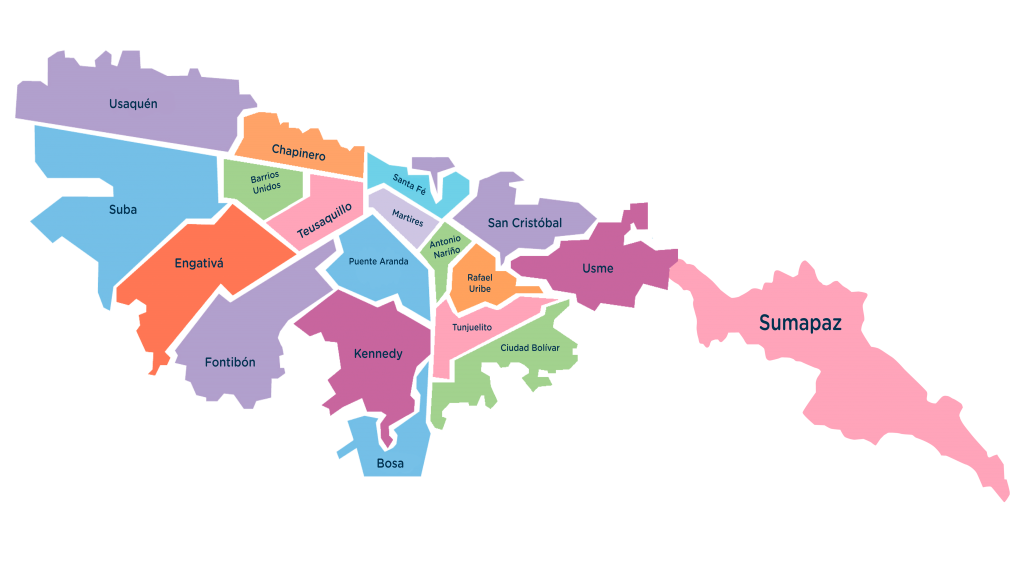 Usaquén
Chapinero
Barrios
Unidos
Santa Fé
Suba
Teusaquillo
Martires
San Cristóbal
Antonio
Nariño
Engativá
Puente Aranda
Usme
Rafael
Uribe
Sumapaz
Tunjuelito
Fontibón
Kennedy
Ciudad Bolívar
Bosa